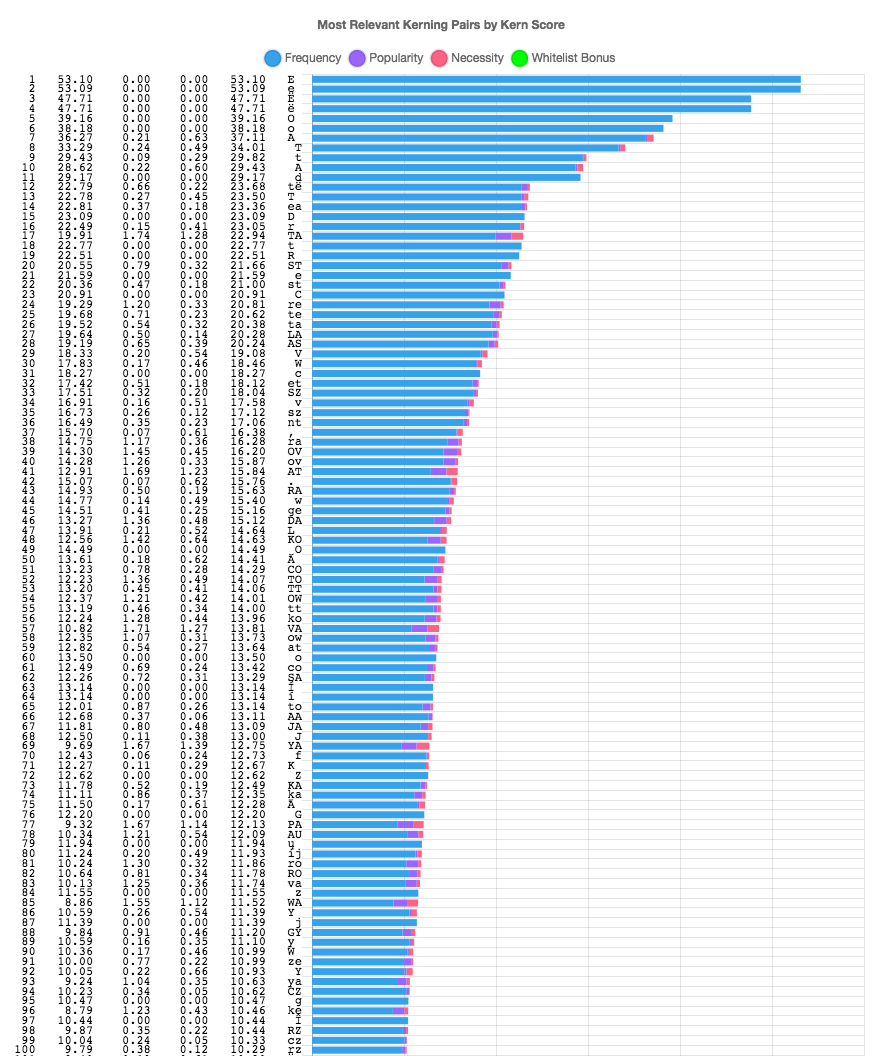 Most Relevant Kerning Pairs by Kern Score
Frequency Popularity Necessity Whitelist Bonus
1 53.10 0.00 0.00 53.10 E
2 53.09 0.00 0.00 53.09 e
3 47.71 0.00 0.00 47.71 Ë
4 47.71 0.00 0.00 47.71 ë
5 39.16 0.00 0.00 39.16 O
6 38.18 0.00 0.00 38.18 o
7 36.27 0.21 0.63 37.11 A
8 33.29 0.24 0.49 34.01 T
9 29.43 0.09 0.29 29.82 t
10 28.62 0.22 0.60 29.43 A
11 29.17 0.00 0.00 29.17 d
12 22.79 0.66 0.22 23.68 të
13 22.78 0.27 0.45 23.50 T
14 22.81 0.37 0.18 23.36 ea
15 23.09 0.00 0.00 23.09 D
16 22.49 0.15 0.41 23.05 r
17 19.91 1.74 1.28 22.94 TA
18 22.77 0.00 0.00 22.77 t
19 22.51 0.00 0.00 22.51 R
20 20.55 0.79 0.32 21.66 ST
21 21.59 0.00 0.00 21.59 e
22 20.36 0.47 0.18 21.00 st
23 20.91 0.00 0.00 20.91 C
24 19.29 1.20 0.33 20.81 re
25 19.68 0.71 0.23 20.62 te
26 19.52 0.54 0.32 20.38 ta
27 19.64 0.50 0.14 20.28 LA
28 19.19 0.65 0.39 20.24 AS
29 18.33 0.20 0.54 19.08 V
30 17.83 0.17 0.46 18.46 W
31 18.27 0.00 0.00 18.27 c
32 17.42 0.51 0.18 18.12 et
33 17.51 0.32 0.20 18.04 SZ
34 16.91 0.16 0.51 17.58 v
35 16.73 0.26 0.12 17.12 sz
36 16.49 0.35 0.23 17.06 nt
37 15.70 0.07 0.61 16.38 ,
38 14.75 1.17 0.36 16.28 ra
39 14.30 1.45 0.45 16.20 OV
40 14.28 1.26 0.33 15.87 ov
41 12.91 1.69 1.23 15.84 AT
42 15.07 0.07 0.62 15.76 .
43 14.93 0.50 0.19 15.63 RA
44 14.77 0.14 0.49 15.40 w
45 14.51 0.41 0.25 15.16 ge
46 13.27 1.36 0.48 15.12 DA
47 13.91 0.21 0.52 14.64 L
48 12.56 1.42 0.64 14.63 KO
49 14.49 0.00 0.00 14.49 O
50 13.61 0.18 0.62 14.41 Ä
51 13.23 0.78 0.28 14.29 CO
52 12.23 1.36 0.49 14.07 TO
53 13.20 0.45 0.41 14.06 TT
54 12.37 1.21 0.42 14.01 OW
55 13.19 0.46 0.34 14.00 tt
56 12.24 1.28 0.44 13.96 ko
57 10.82 1.71 1.27 13.81 VA
58 12.35 1.07 0.31 13.73 ow
59 12.82 0.54 0.27 13.64 at
60 13.50 0.00 0.00 13.50 o
61 12.49 0.69 0.24 13.42 co
62 12.26 0.72 0.31 13.29 SA
63 13.14 0.00 0.00 13.14 Î
64 13.14 0.00 0.00 13.14 î
65 12.01 0.87 0.26 13.14 to
66 12.68 0.37 0.06 13.11 AA
67 11.81 0.80 0.48 13.09 JA
68 12.50 0.11 0.38 13.00 J
69 9.69 1.67 1.39 12.75 YA
70 12.43 0.06 0.24 12.73 f
71 12.27 0.11 0.29 12.67 K
72 12.62 0.00 0.00 12.62 Z
73 11.78 0.52 0.19 12.49 KA
74 11.11 0.86 0.37 12.35 ka
75 11.50 0.17 0.61 12.28 Ä
76 12.20 0.00 0.00 12.20 G
77 9.32 1.67 1.14 12.13 PA
78 10.34 1.21 0.54 12.09 AU
79 11.94 0.00 0.00 11.94 y
80 11.24 0.20 0.49 11.93 ij
81 10.24 1.30 0.32 11.86 ro
82 10.64 0.81 0.34 11.78 RO
83 10.13 1.25 0.36 11.74 va
84 11.55 0.00 0.00 11.55 z
85 8.86 1.55 1.12 11.52 WA
86 10.59 0.26 0.54 11.39 Y
87 11.39 0.00 0.00 11.39 j
88 9.84 0.91 0.46 11.20 GY
89 10.59 0.16 0.35 11.10 y
90 10.36 0.17 0.46 10.99 W
91 10.00 0.77 0.22 10.99 ze
92 10.05 0.22 0.66 10.93 Y
93 9.24 1.04 0.35 10.63 ya
94 10.23 0.34 0.05 10.62 CZ
95 10.47 0.00 0.00 10.47 g
96 8.79 1.23 0.43 10.46 kę
97 10.44 0.00 0.00 10.44 Î
98 9.87 0.35 0.22 10.44 RZ
99 10.04 0.24 0.05 10.33 cz
100 9.79 0.38 0.12 10.29 rz